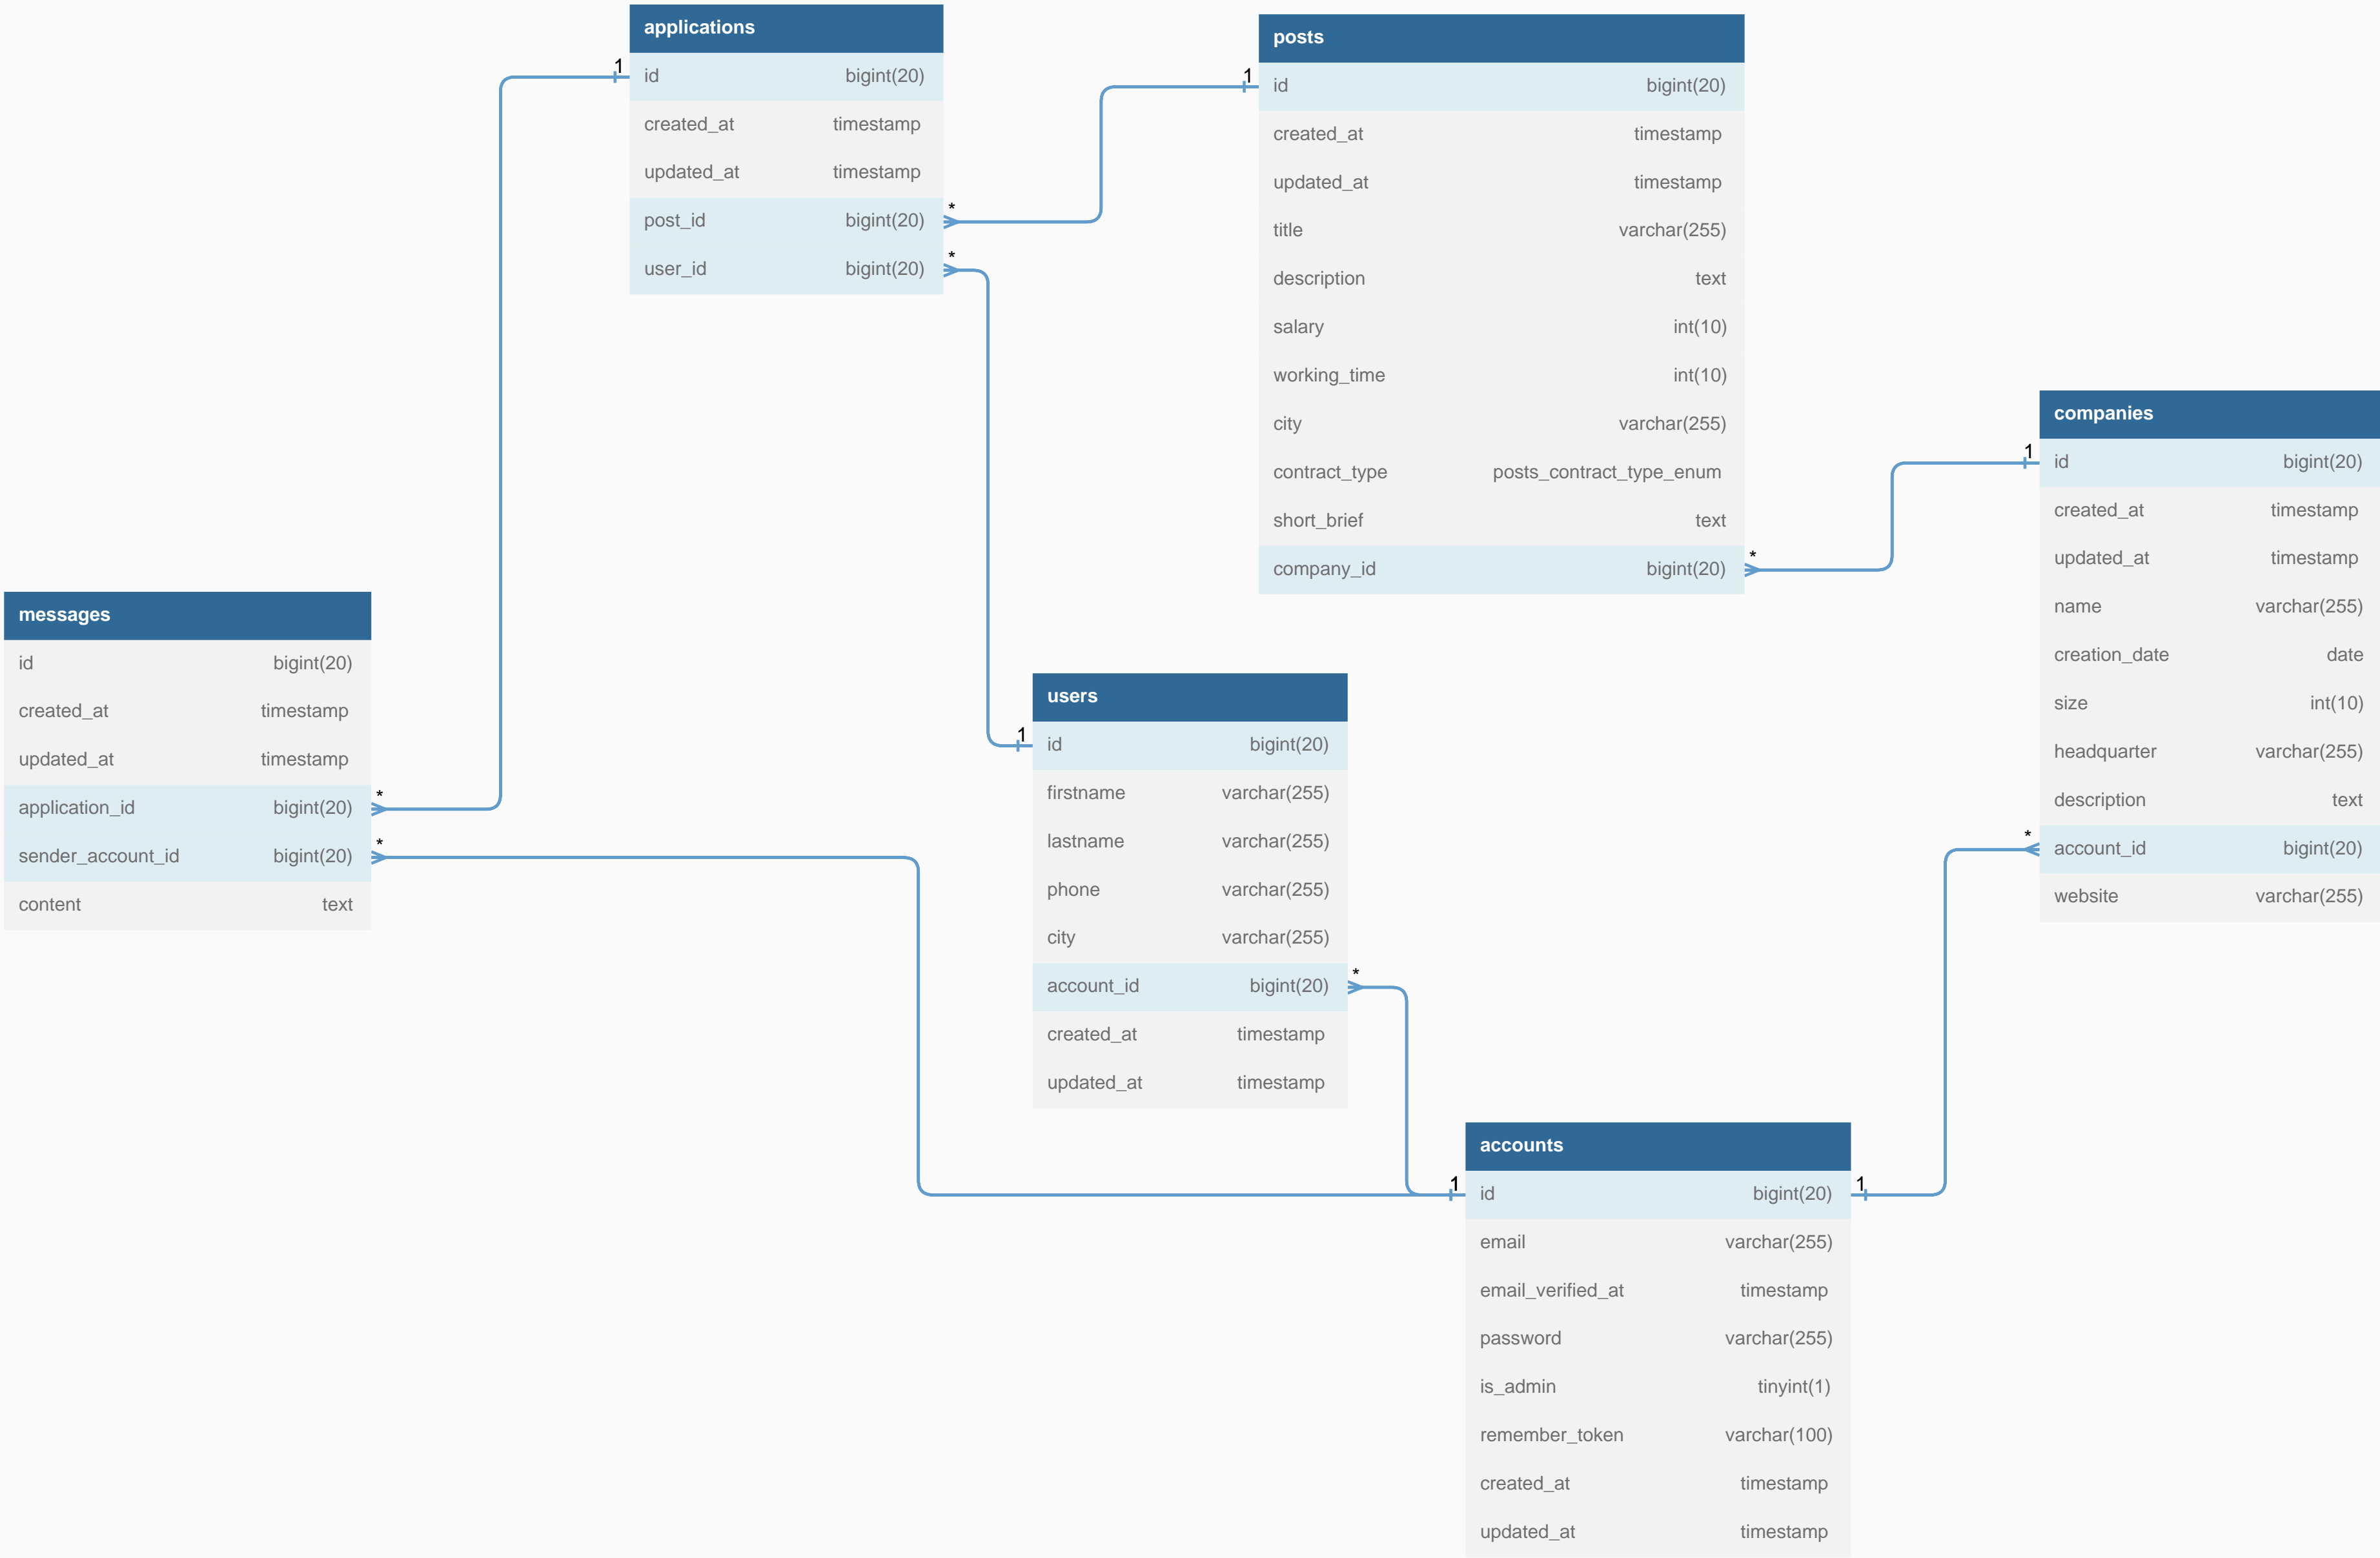 applications
1
id bigint(20)
created_at timestamp
updated_at timestamp
post_id bigint(20) *
user_id bigint(20) *
posts
1
id bigint(20)
created_at timestamp
updated_at timestamp
title varchar(255)
description text
salary int(10)
working_time int(10)
city varchar(255)
contract_type posts_contract_type_enum
short_brief text
company_id bigint(20) *
companies
1
id bigint(20)
created_at timestamp
updated_at timestamp
name varchar(255)
creation_date date
size int(10)
headquarter varchar(255)
description text
* account_id bigint(20)
website varchar(255)
messages
id bigint(20)
created_at timestamp
updated_at timestamp
application_id bigint(20) *
sender_account_id bigint(20) *
content text
users
1
id bigint(20)
firstname varchar(255)
lastname varchar(255)
phone varchar(255)
city varchar(255)
account_id bigint(20) *
created_at timestamp
updated_at timestamp
accounts
1 id bigint(20) 1
email varchar(255)
email_verified_at timestamp
password varchar(255)
is_admin tinyint(1)
remember_token varchar(100)
created_at timestamp
updated_at timestamp